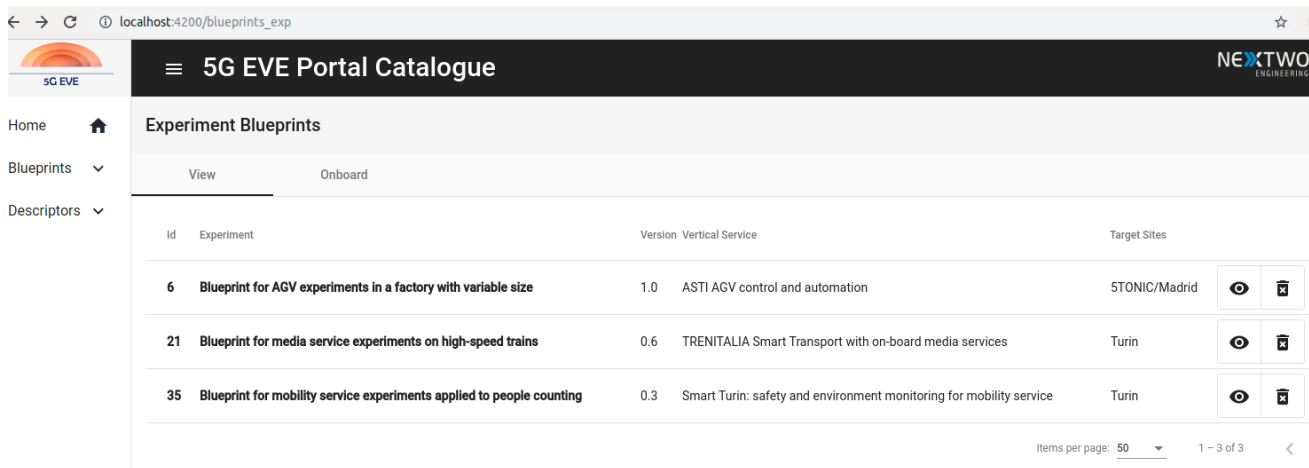 localhost:4200/blueprints_exp
5G EVE
5G EVE Portal Catalogue
NEXTWO
ENGINEERING
Home
Blueprints
Descriptors
Experiment Blueprints
View Onboard
Id Experiment Version Vertical Service Target Sites
6 Blueprint for AGV experiments in a factory with variable size 1.0 ASTI AGV control and automation 5TONIC/Madrid
21 Blueprint for media service experiments on high-speed trains 0.6 TRENITALIA Smart Transport with on-board media services Turin
35 Blueprint for mobility service experiments applied to people counting 0.3 Smart Turin: safety and environment monitoring for mobility service Turin
Items per page: 50 1 – 3 of 3